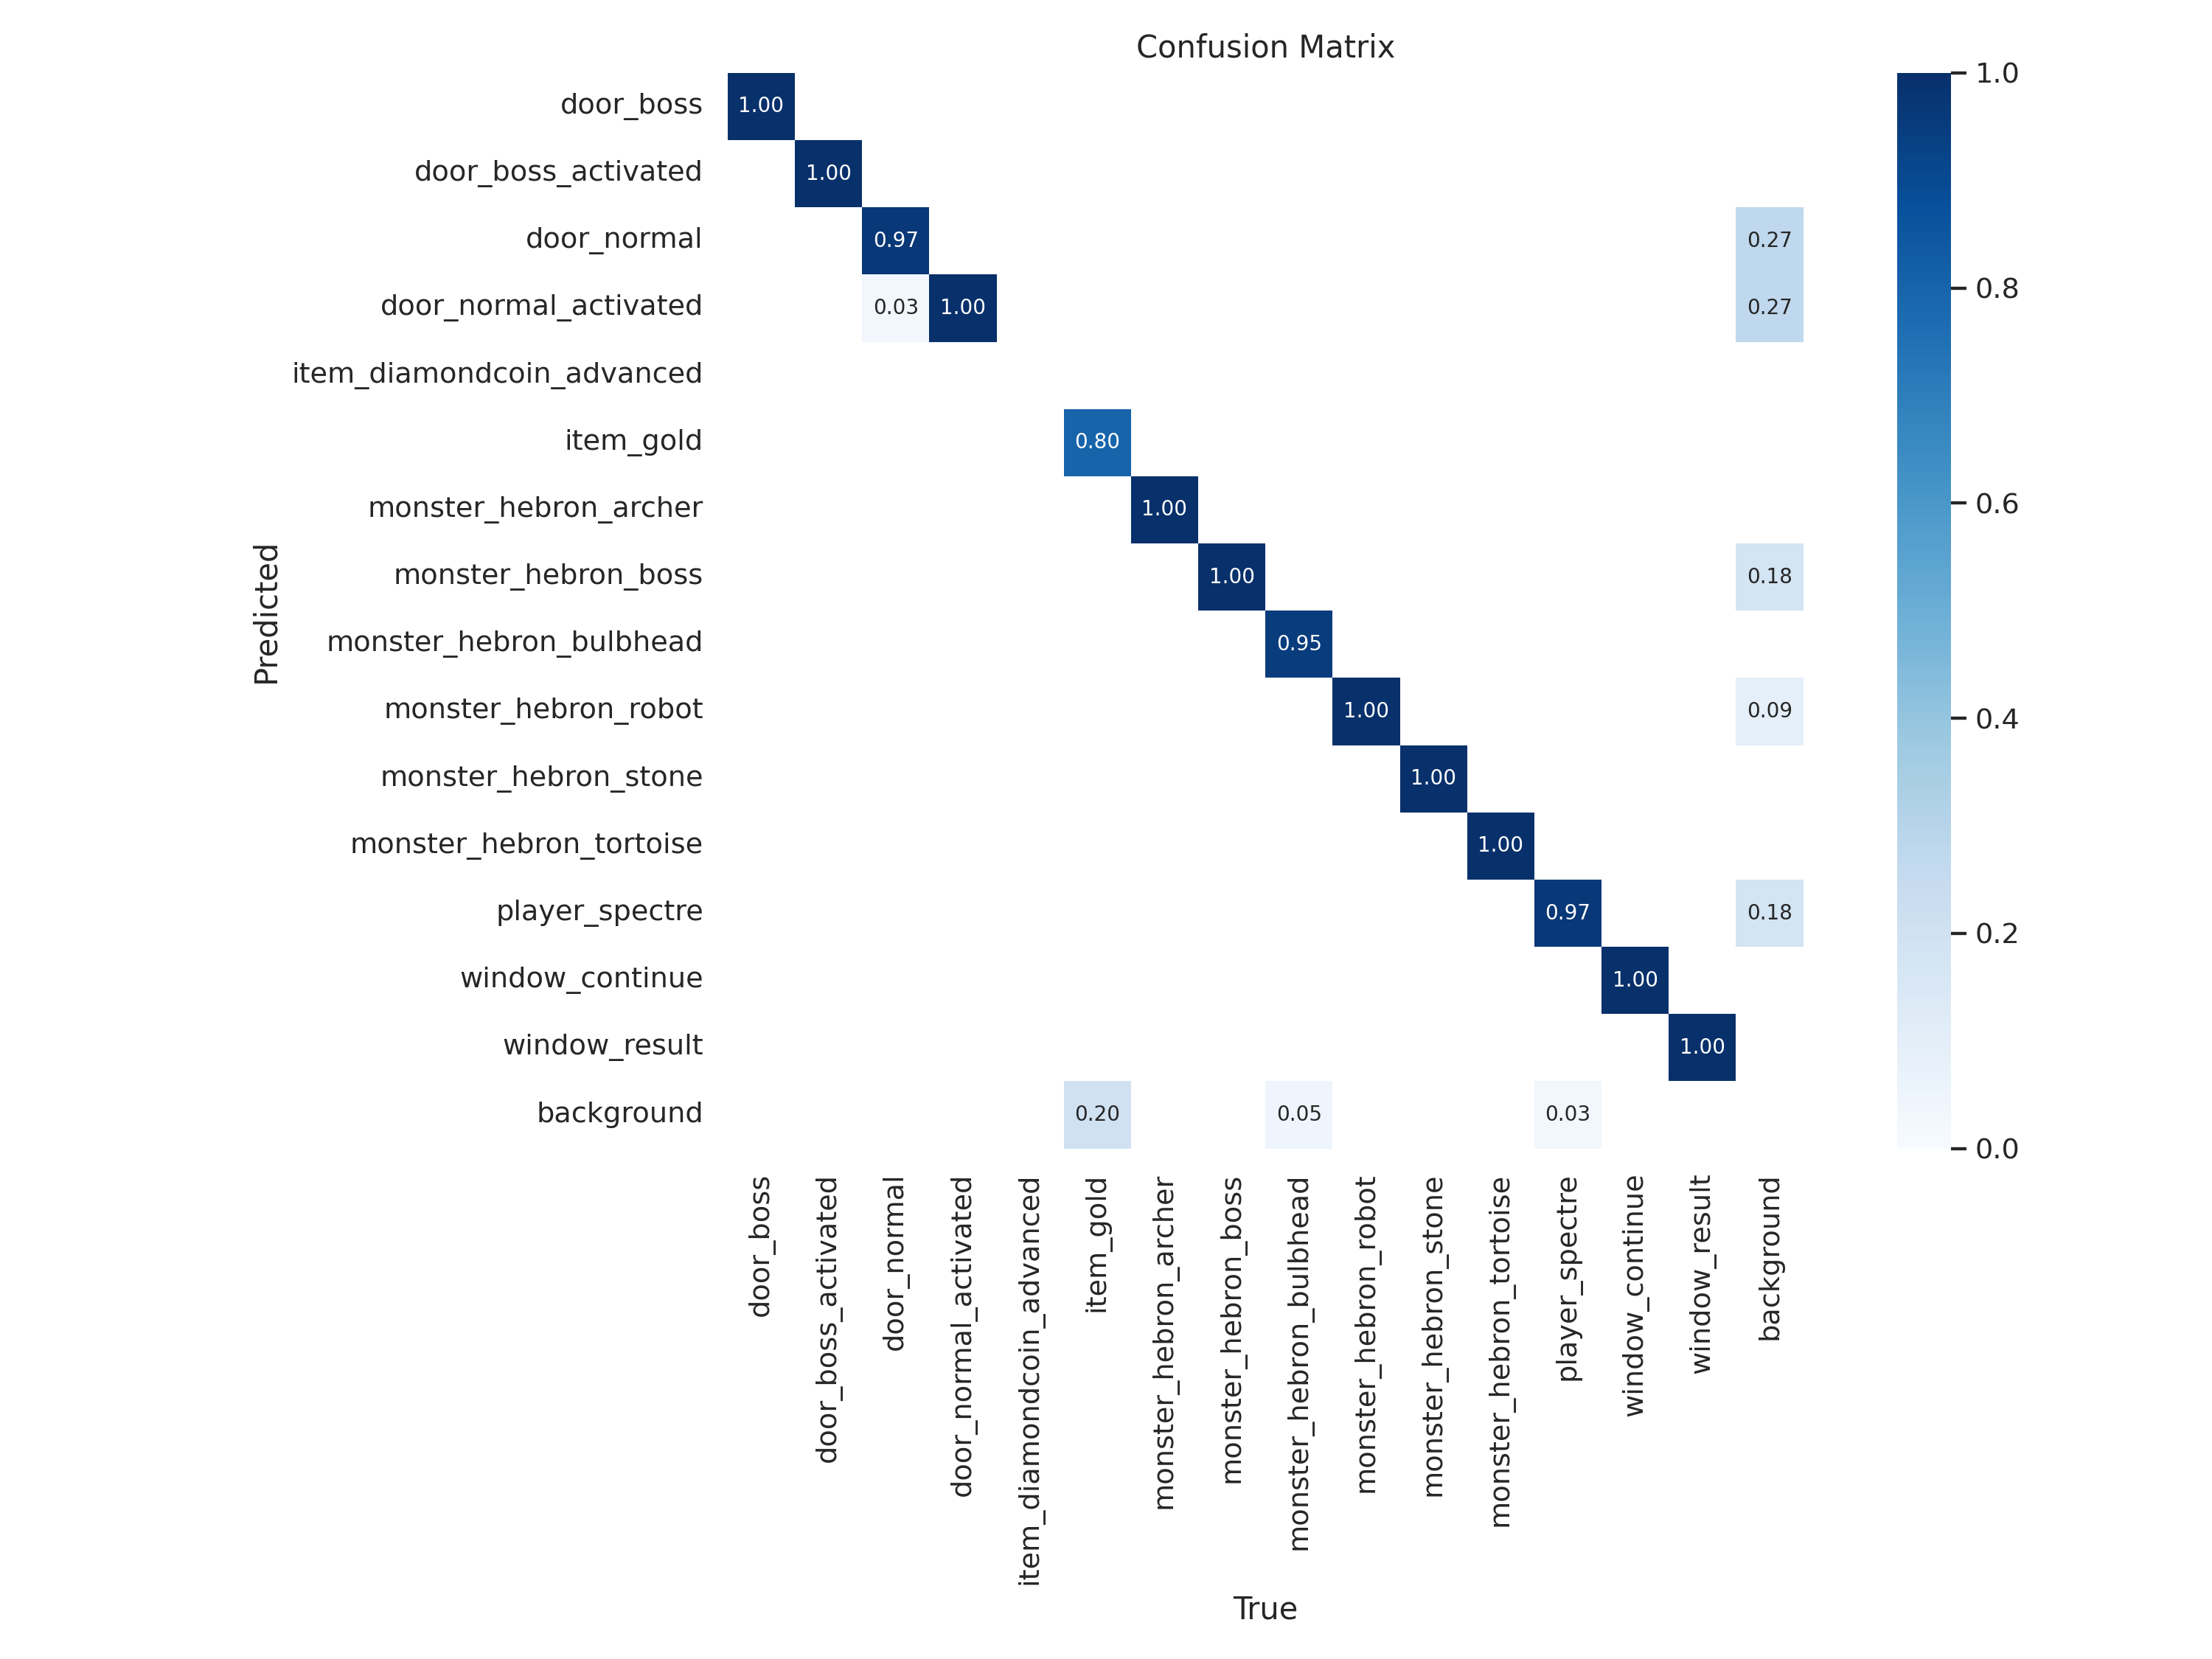 Confusion Matrix
door_boss
door_boss_activated
door_normal
door_normal_activated
item_diamondcoin_advanced
item_gold
monster_hebron_archer
monster_hebron_boss
monster_hebron_bulbhead
monster_hebron_robot
monster_hebron_stone
monster_hebron_tortoise
player_spectre
window_continue
window_result
background
Predicted
1.00
1.00
0.97 0.27
0.03 1.00 0.27
0.80
1.00
1.00 0.18
0.95
1.00 0.09
1.00
1.00
0.97 0.18
1.00
1.00
0.20 0.05 0.03
door_boss
door_boss_activated
door_normal
door_normal_activated
item_diamondcoin_advanced
item_gold
monster_hebron_archer
monster_hebron_boss
monster_hebron_bulbhead
monster_hebron_robot
monster_hebron_stone
monster_hebron_tortoise
player_spectre
window_continue
window_result
background
True
1.0
0.8
0.6
0.4
0.2
0.0